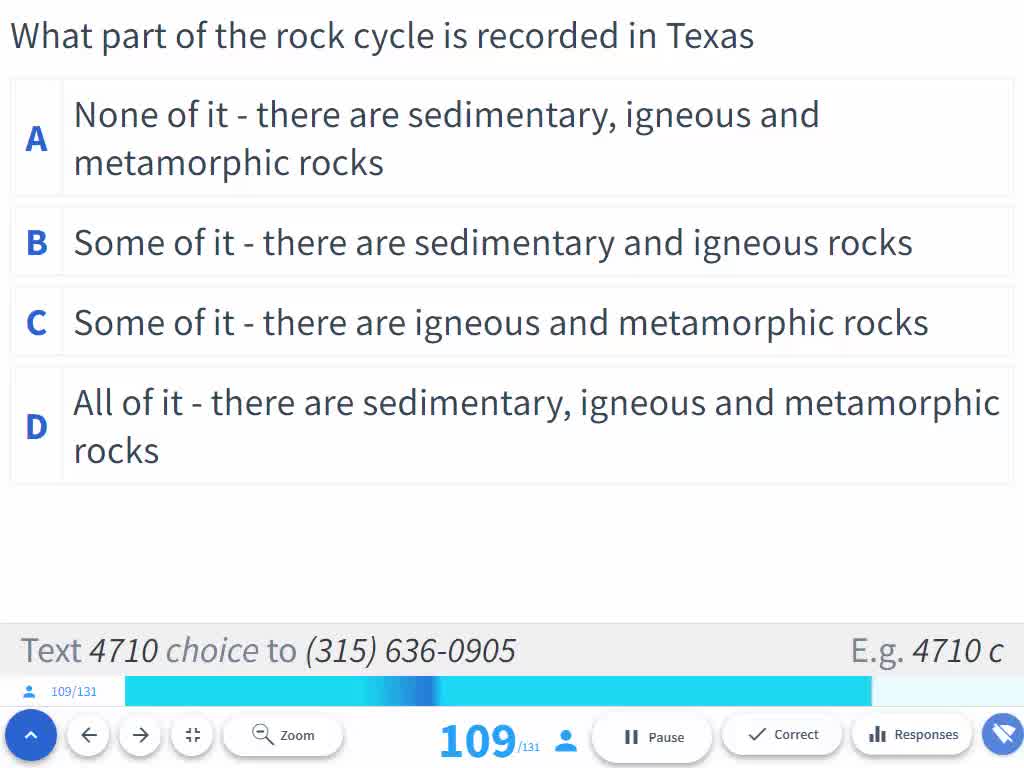 What part of the rock cycle is recorded in Texas
A
None of it - there are sedimentary, igneous and
metamorphic rocks
B
Some of it - there are sedimentary and igneous rocks
C
Some of it - there are igneous and metamorphic rocks
D
All of it - there are sedimentary, igneous and metamorphic
rocks
Text 4710 choice to (315) 636-0905
E.g. 4710 c
109/131
Zoom
109/131
Pause
Correct
Responses